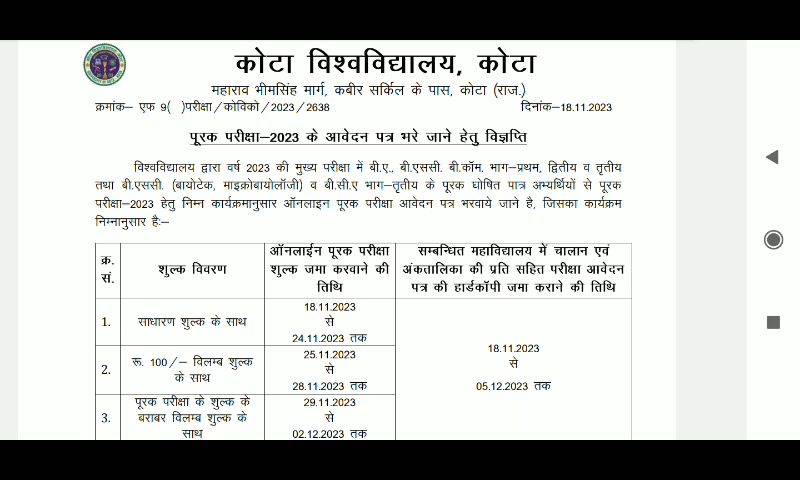 कोटा विश्वविद्यालय, कोटा
महाराव भीमसिंह मार्ग, कबीर सर्किल के पास, कोटा (राज.)
क्रमांक– एफ 9( )परीक्षा/कोविको/2023/2638 दिनांक–18.11.2023
पूरक परीक्षा–2023 के आवेदन पत्र भरे जाने हेतु विज्ञप्ति
विश्वविद्यालय द्वारा वर्ष 2023 की मुख्य परीक्षा में बी.ए., बी.एससी. बी.कॉम. भाग–प्रथम, द्वितीय व तृतीय
तथा बी.एससी. (बायोटेक, माइक्रोबायोलॉजी) व बी.सी.ए भाग–तृतीय के पूरक घोषित पात्र अभ्यर्थियों से पूरक
परीक्षा–2023 हेतु निम्न कार्यक्रमानुसार ऑनलाइन पूरक परीक्षा आवेदन पत्र भरवाये जाने है, जिसका कार्यक्रम
निम्नानुसार है:–
क्र.
सं.
शुल्क विवरण
ऑनलाईन पूरक परीक्षा
शुल्क जमा करवाने की
तिथि
सम्बन्धित महाविद्यालय में चालान एवं
अंकतालिका की प्रति सहित परीक्षा आवेदन
पत्र की हार्डकॉपी जमा कराने की तिथि
1.
साधारण शुल्क के साथ
18.11.2023
से
24.11.2023 तक
18.11.2023
से
05.12.2023 तक
2.
रू. 100/– विलम्ब शुल्क
के साथ
25.11.2023
से
28.11.2023 तक
3.
पूरक परीक्षा के शुल्क के
बराबर विलम्ब शुल्क के
साथ
29.11.2023
से
02.12.2023 तक